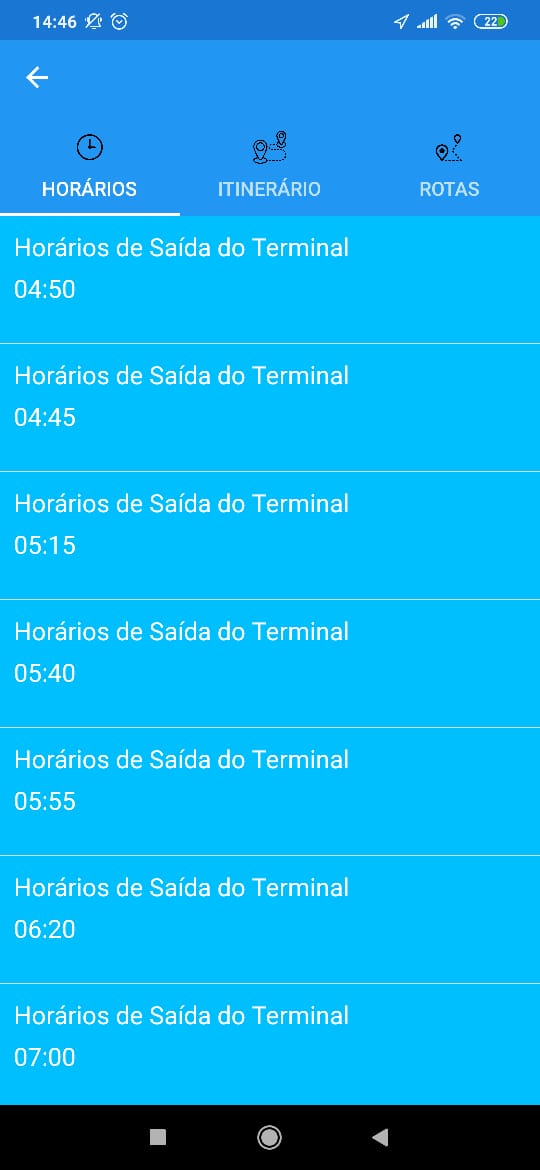 14:46 22
HORÁRIOS ITINERÁRIO ROTAS
Horários de Saída do Terminal
04:50
Horários de Saída do Terminal
04:45
Horários de Saída do Terminal
05:15
Horários de Saída do Terminal
05:40
Horários de Saída do Terminal
05:55
Horários de Saída do Terminal
06:20
Horários de Saída do Terminal
07:00